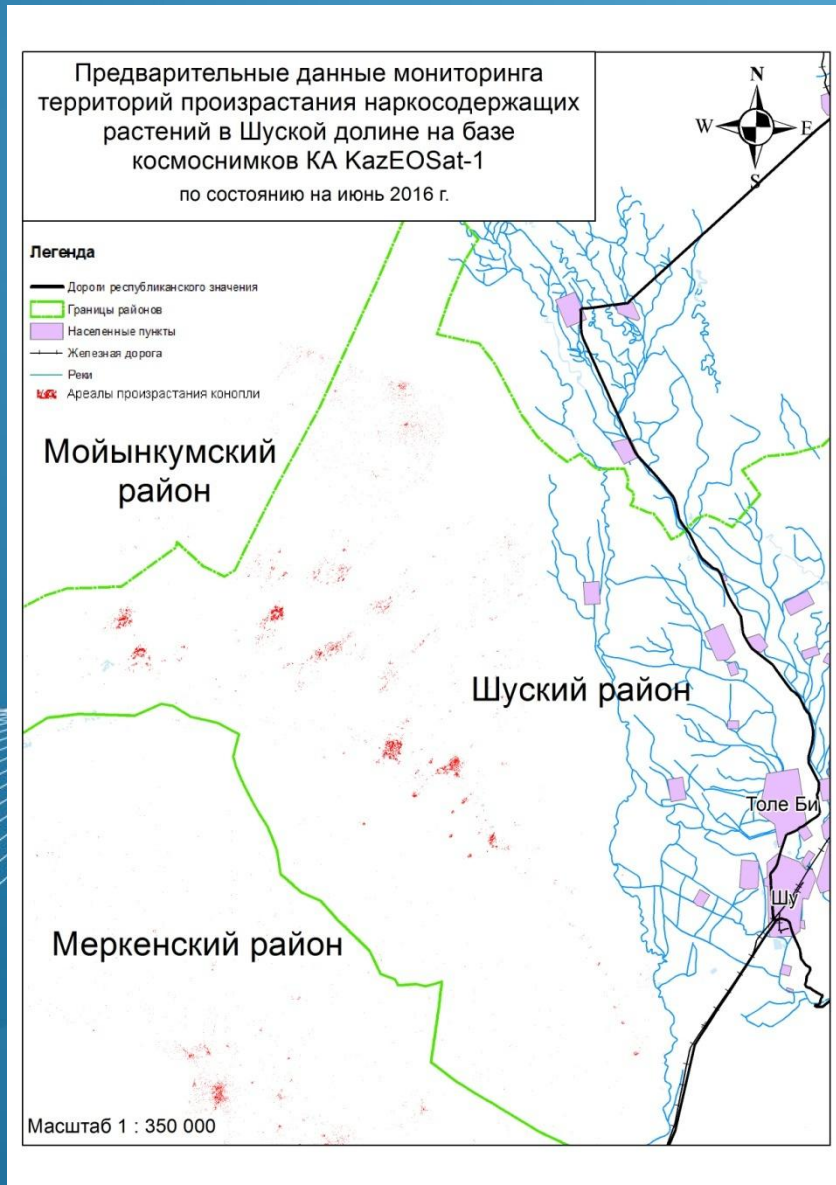 Предварительные данные мониторинга
территорий произрастания наркосодержащих
растений в Шуской долине на базе
космоснимков КА KazEOSat-1
по состоянию на июнь 2016 г.
N
W
E
S
Легенда
Дороги республиканского значения
Границы районов
Населенные пункты
Железная дорога
Реки
Ареалы произрастания конопли
Мойынкумский
район
Шуский район
Толе Би
Шу
Меркенский район
Масштаб 1 : 350 000